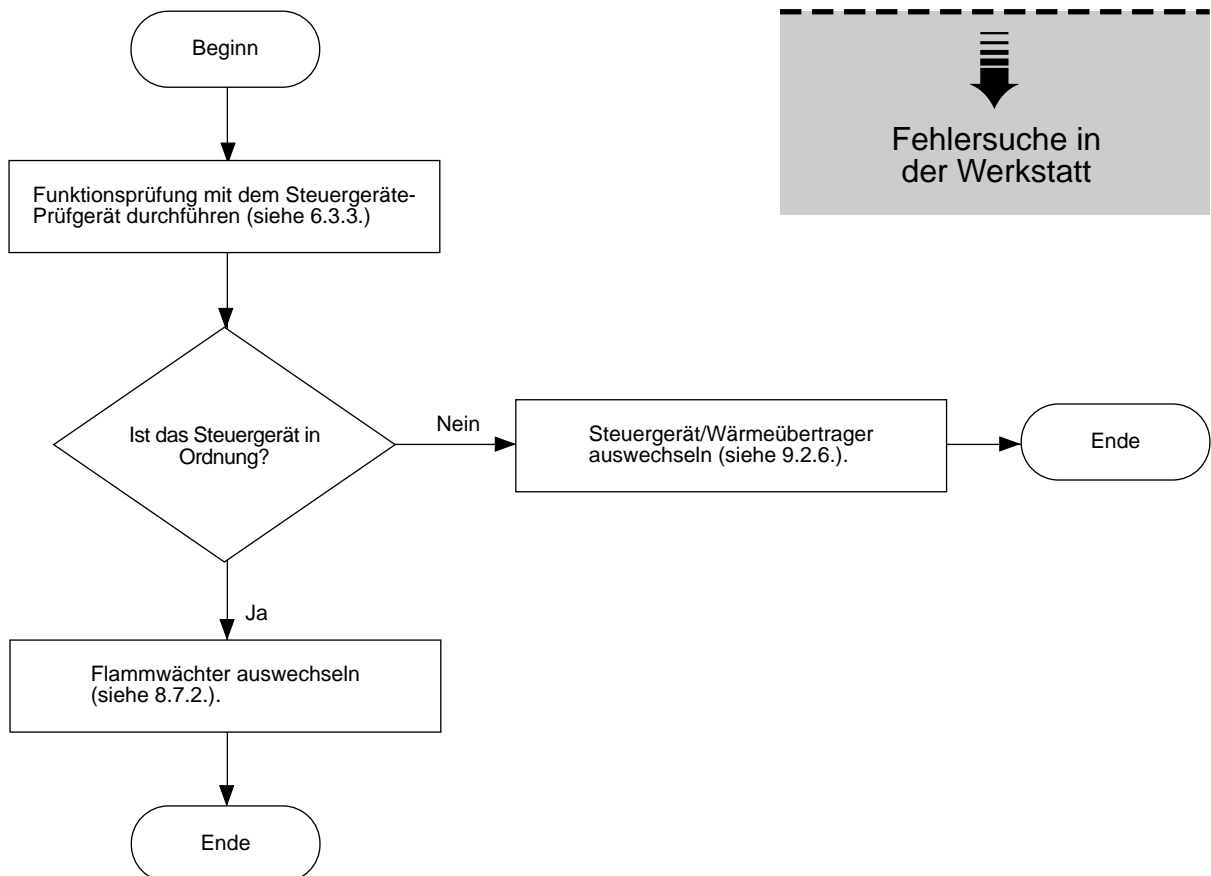 Beginn
Fehlersuche in
der Werkstatt
Funktionsprüfung mit dem Steuergeräte-
Prüfgerät durchführen (siehe 6.3.3.)
Ist das Steuergerät in
Ordnung?
Nein
Steuergerät/Wärmeübertrager
auswechseln (siehe 9.2.6.).
Ende
Ja
Flammwächter auswechseln
(siehe 8.7.2.).
Ende